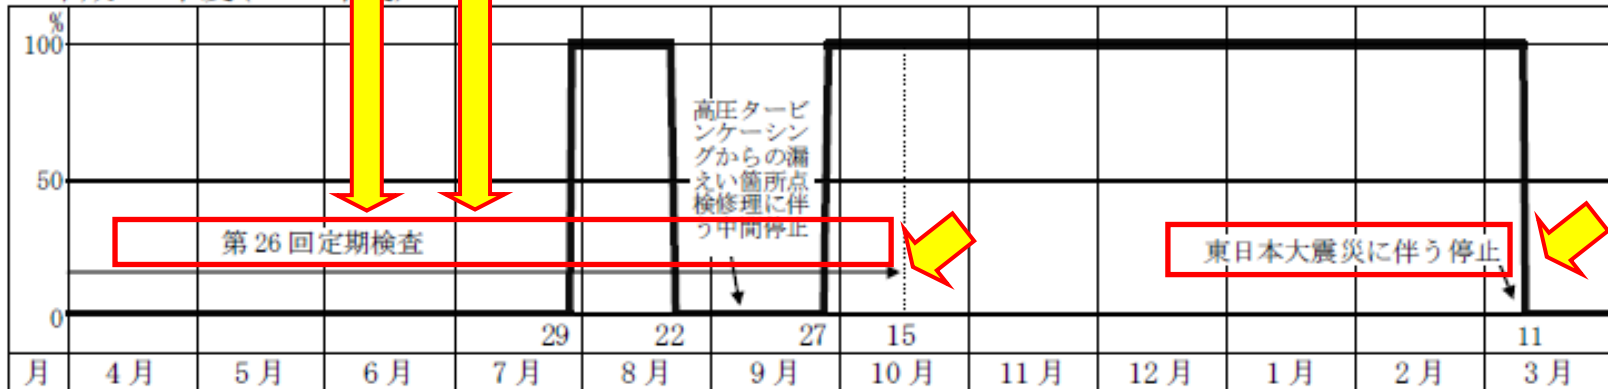 %
100
高圧タービ
ンケーシン
グからの漏
えい箇所点
検修理に伴
う中間停止
50
第26回定期検査
東日本大震災に伴う停止
0
29 22 27 15 11
月 4月 5月 6月 7月 8月 9月 10月 11月 12月 1月 2月 3月